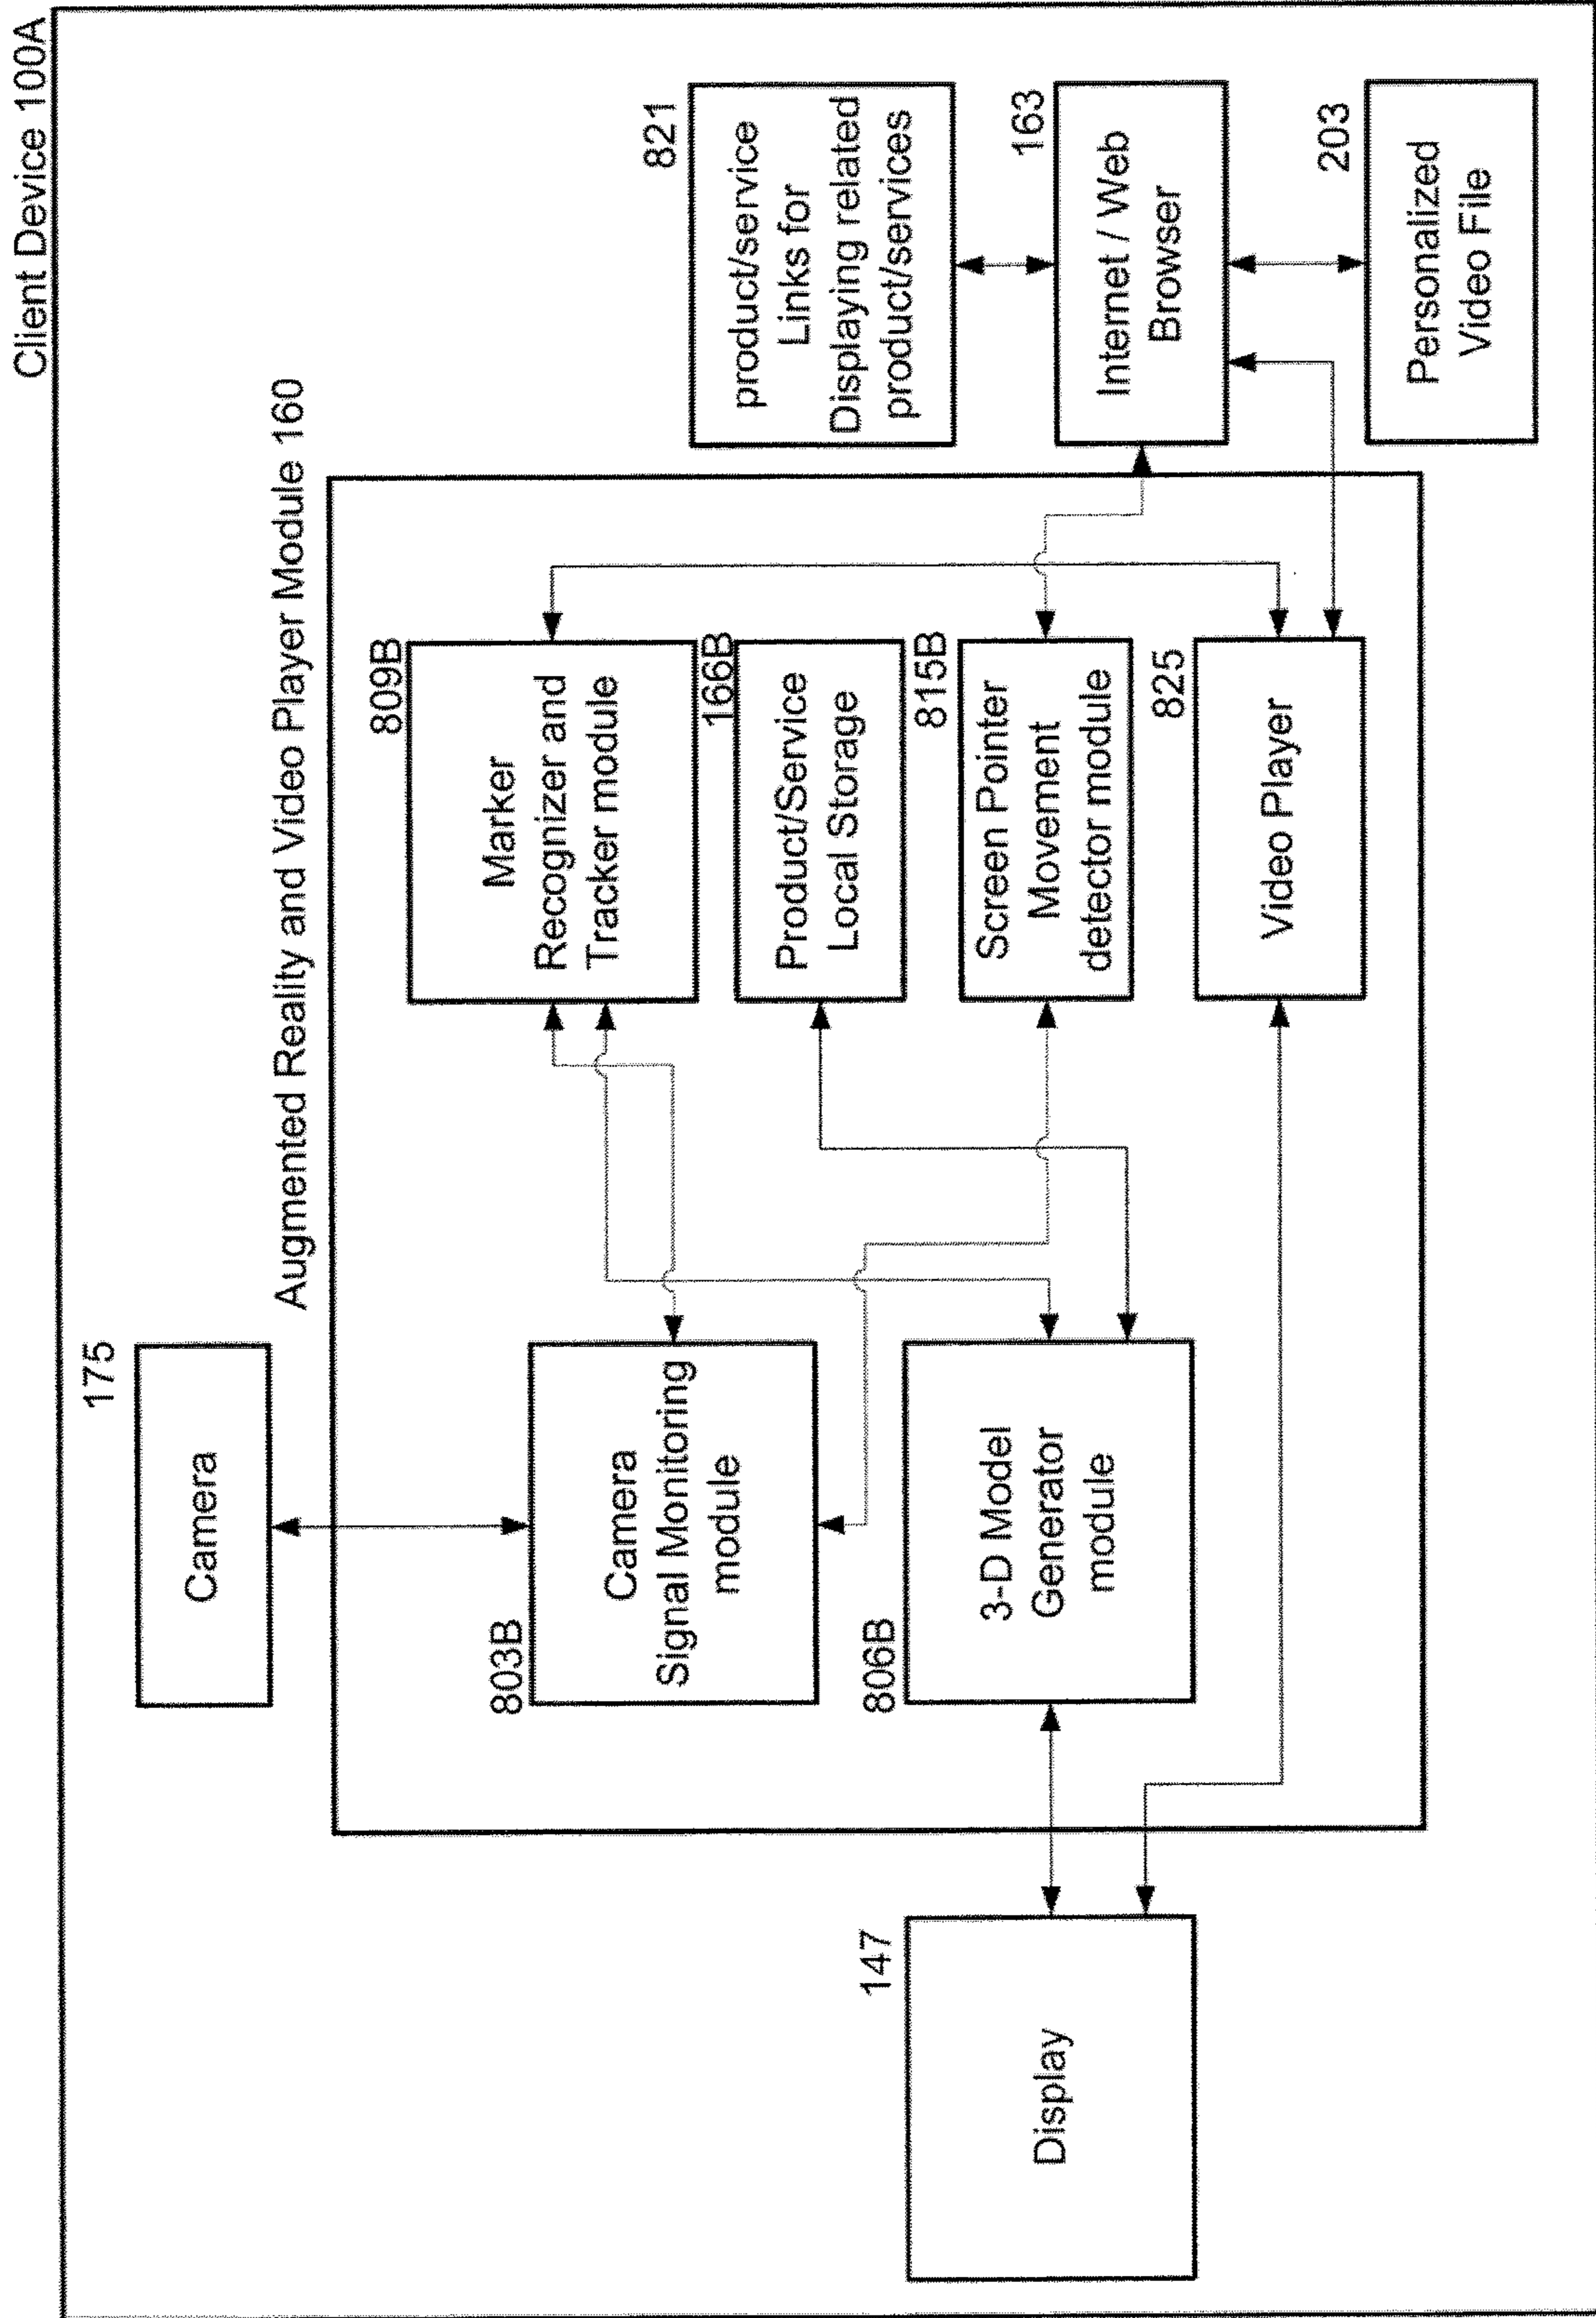 Client Device 100A
Augmented Reality and Video Player Module 160
175
Camera
803B
Camera
Signal Monitoring
module
806B
3-D Model
Generator
module
147
Display
809B
Marker
Recognizer and
Tracker module
166B
Product/Service
Local Storage
815B
Screen Pointer
Movement
detector module
825
Video Player
821
product/service
Links for
Displaying related
product/services
163
Internet / Web
Browser
203
Personalized
Video File